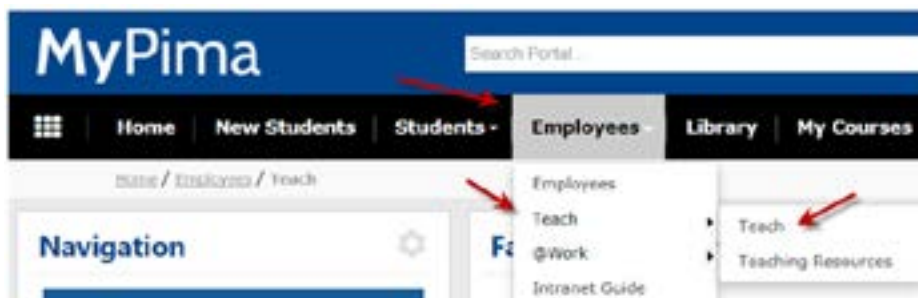 MyPima
Search Portal...
Home New Students Students Employees Library My Courses
Home / Employees / Teach
Employees
Teach
@Work
Intranet Guide
Teach
Teaching Resources
Navigation
Fa